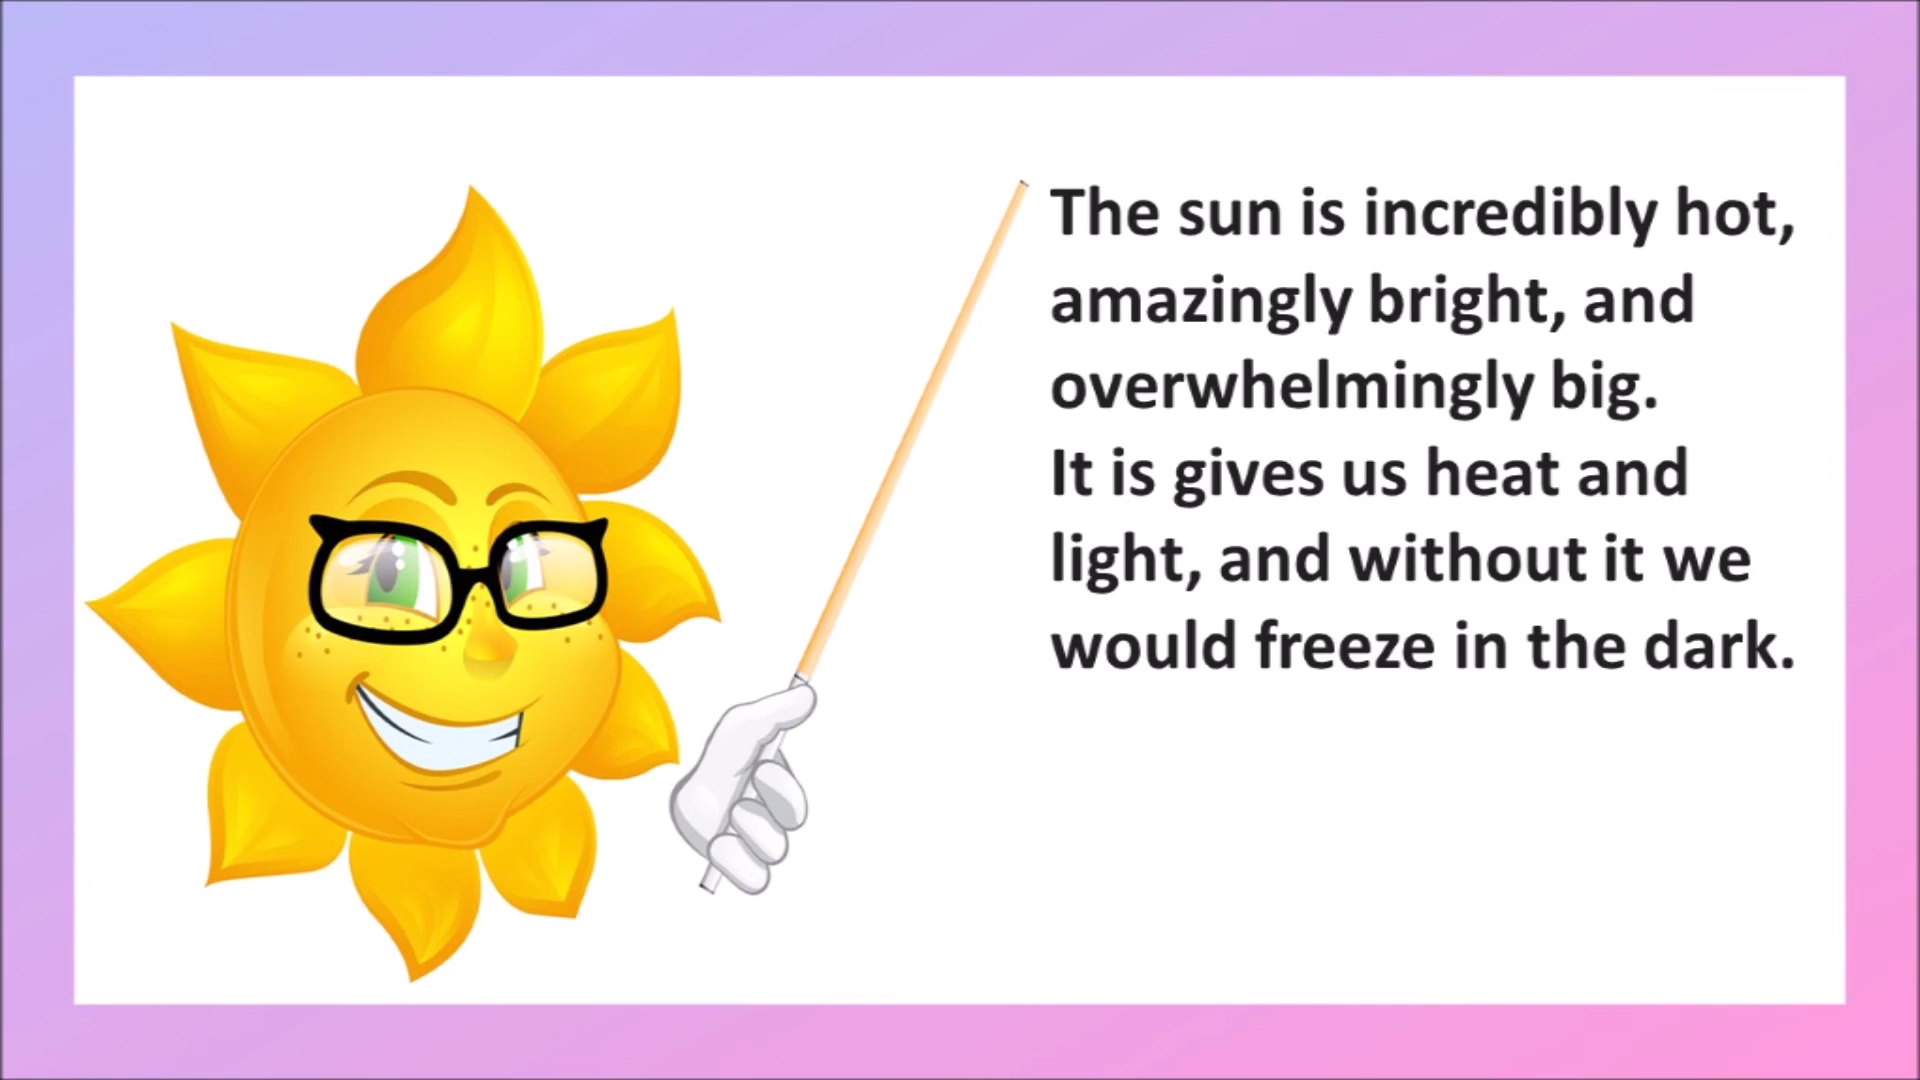 The sun is incredibly hot,
amazingly bright, and
overwhelmingly big.
It is gives us heat and
light, and without it we
would freeze in the dark.